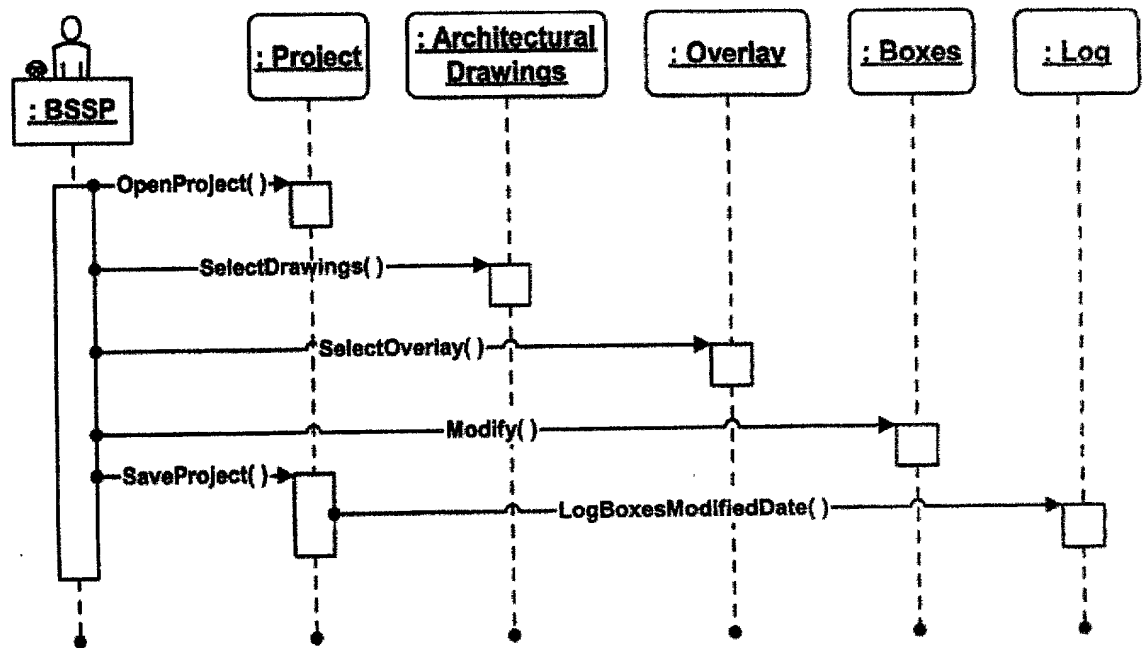 : BSSP
: Project
: Architectural
Drawings
: Overlay
: Boxes
: Log
OpenProject( )
SelectDrawings( )
SelectOverlay( )
Modify( )
SaveProject( )
LogBoxesModifiedDate( )